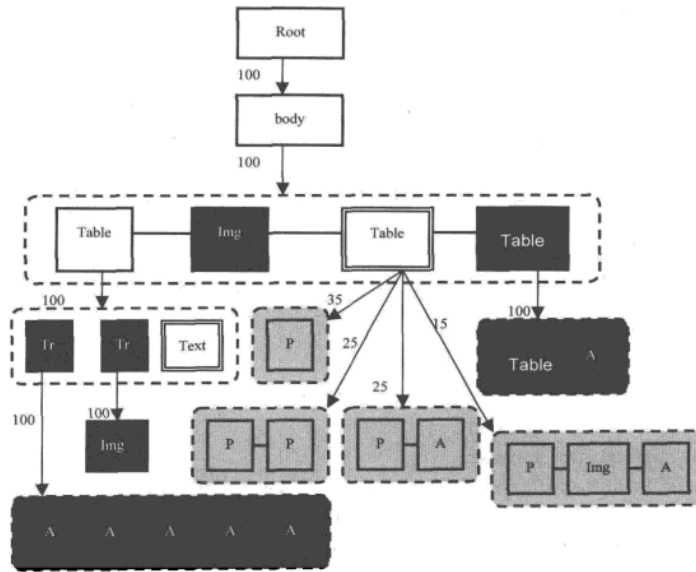 Root
100
body
100
Table Img Table Table
100 35 15 100
Tr Tr Text P 25 Table A
100 100 25
Img P P P A P Img A
A A A A A